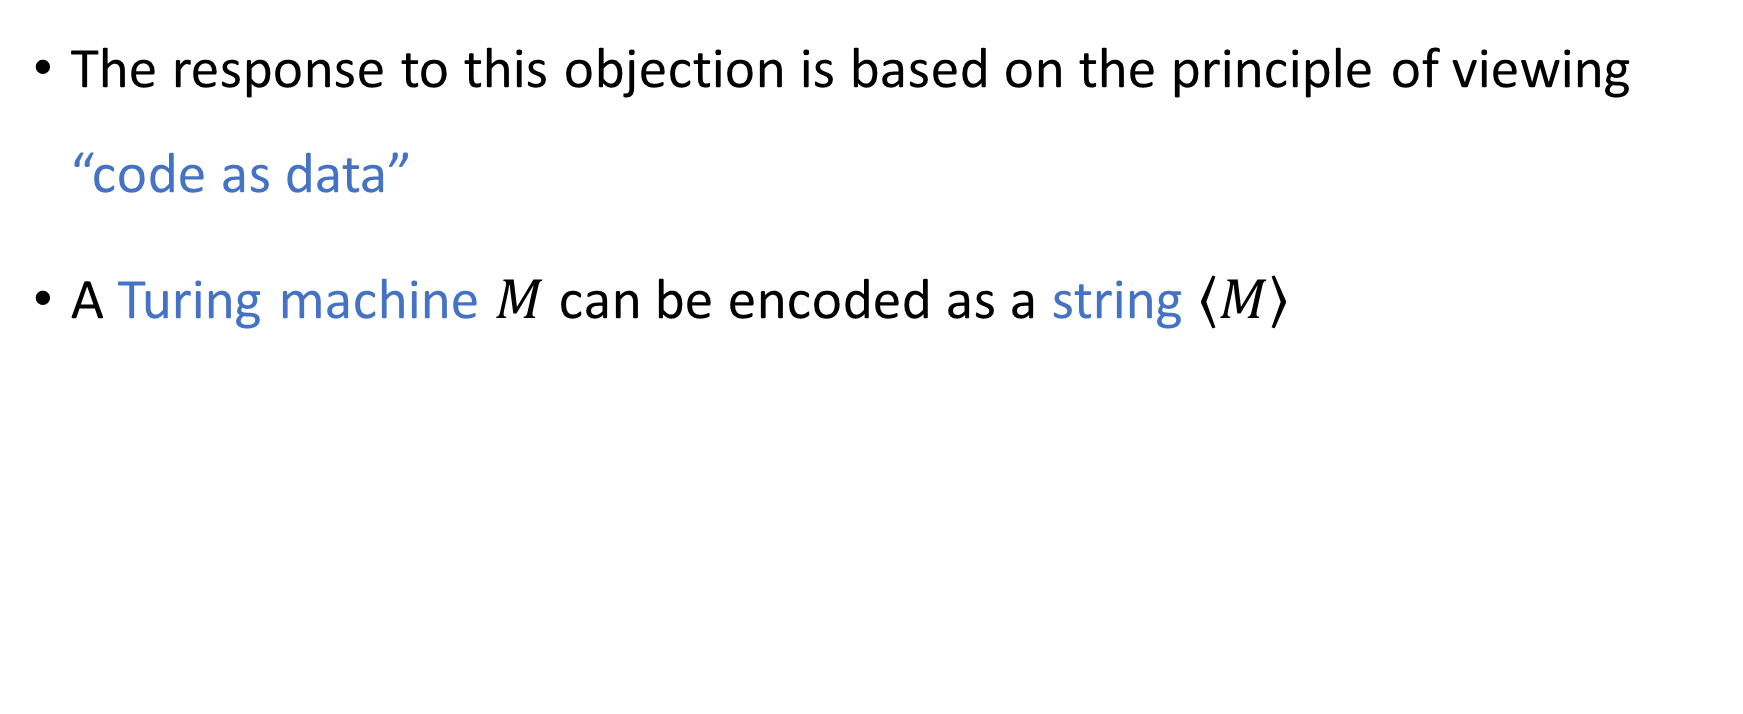 • The response to this objection is based on the principle of viewing
“code as data”
• A Turing machine 𝑀 can be encoded as a string ⟨𝑀⟩